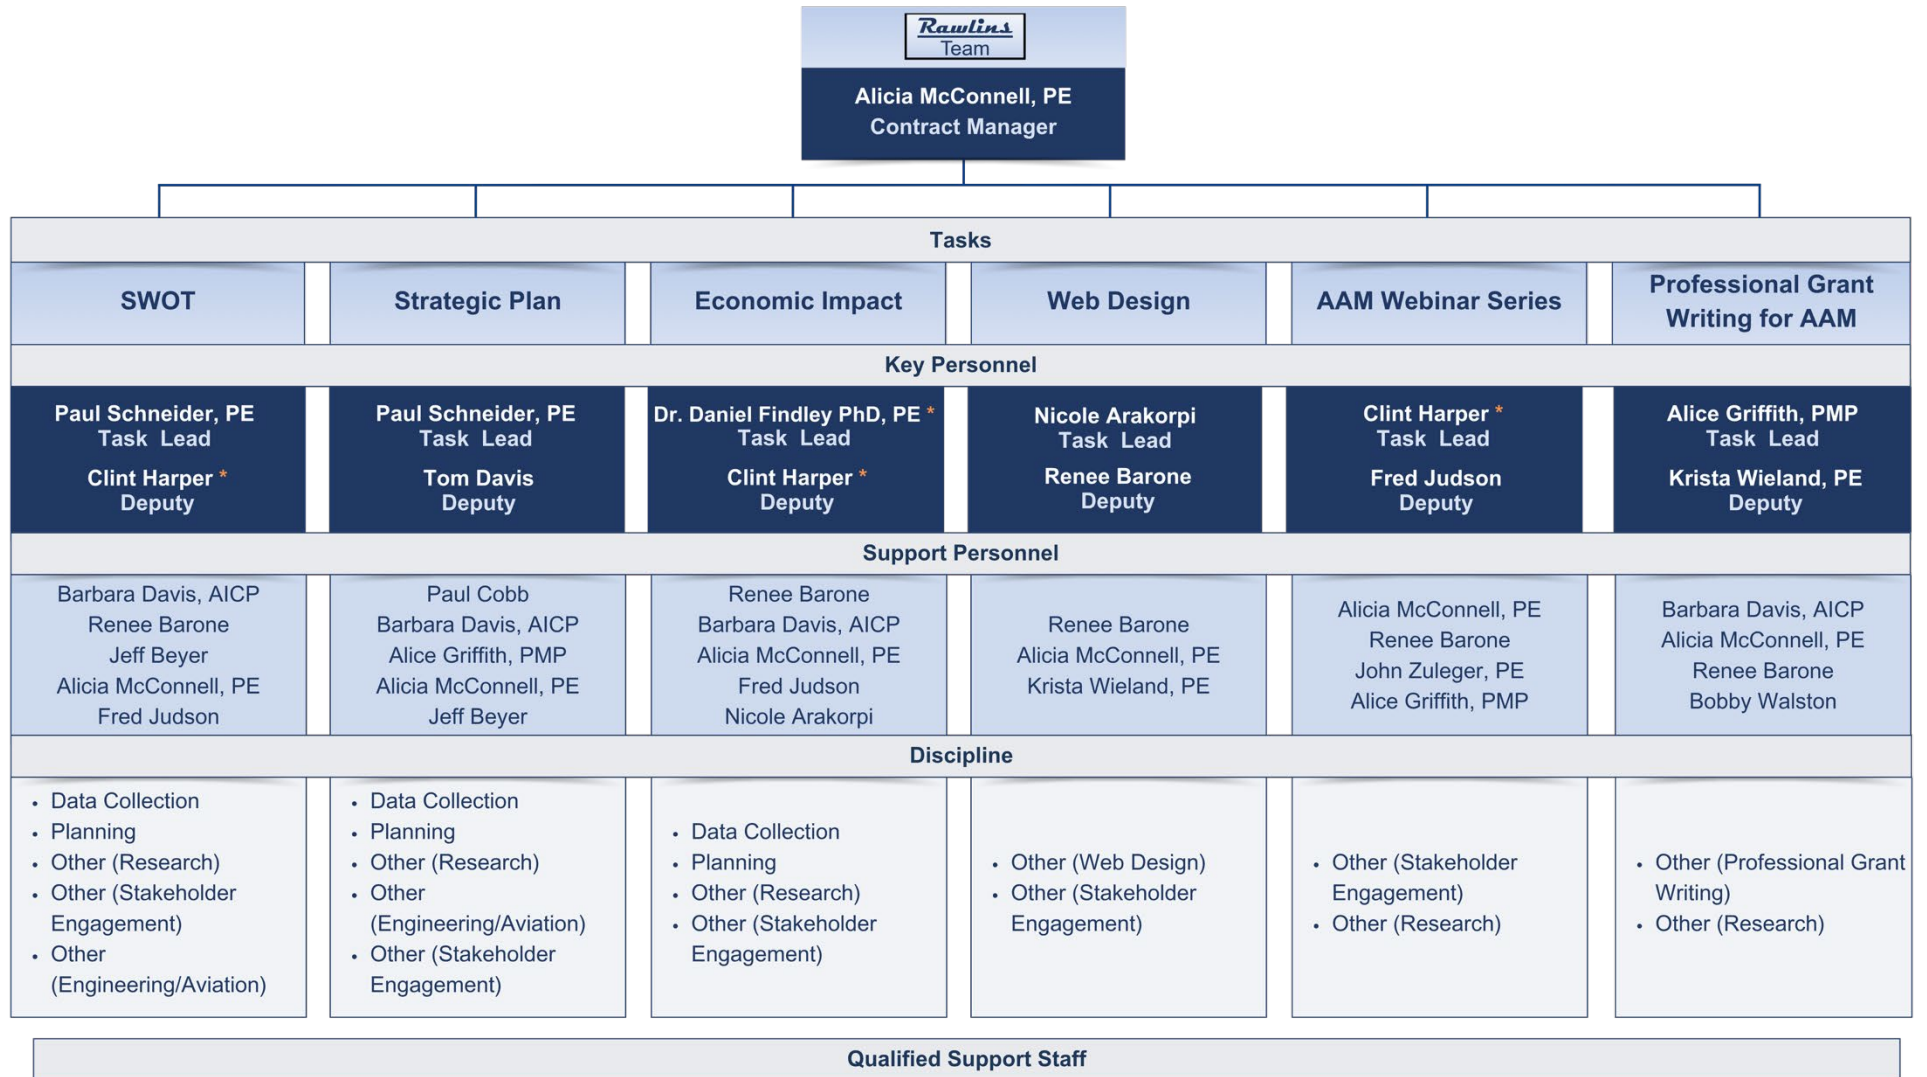 Rawlins
Team
Alicia McConnell, PE
Contract Manager
Tasks
SWOT
Strategic Plan
Economic Impact
Web Design
AAM Webinar Series
Professional Grant
Writing for AAM
Key Personnel
Paul Schneider, PE
Task Lead
Clint Harper *
Deputy
Paul Schneider, PE
Task Lead
Tom Davis
Deputy
Dr. Daniel Findley PhD, PE *
Task Lead
Clint Harper *
Deputy
Nicole Arakorpi
Task Lead
Renee Barone
Deputy
Clint Harper *
Task Lead
Fred Judson
Deputy
Alice Griffith, PMP
Task Lead
Krista Wieland, PE
Deputy
Support Personnel
Barbara Davis, AICP
Renee Barone
Jeff Beyer
Alicia McConnell, PE
Fred Judson
Paul Cobb
Barbara Davis, AICP
Alice Griffith, PMP
Alicia McConnell, PE
Jeff Beyer
Renee Barone
Barbara Davis, AICP
Alicia McConnell, PE
Fred Judson
Nicole Arakorpi
Renee Barone
Alicia McConnell, PE
Krista Wieland, PE
Alicia McConnell, PE
Renee Barone
John Zuleger, PE
Alice Griffith, PMP
Barbara Davis, AICP
Alicia McConnell, PE
Renee Barone
Bobby Walston
Discipline
• Data Collection
• Planning
• Other (Research)
• Other (Stakeholder
Engagement)
• Other
(Engineering/Aviation)
• Data Collection
• Planning
• Other (Research)
• Other
(Engineering/Aviation)
• Other (Stakeholder
Engagement)
• Data Collection
• Planning
• Other (Research)
• Other (Stakeholder
Engagement)
• Other (Web Design)
• Other (Stakeholder
Engagement)
• Other (Stakeholder
Engagement)
• Other (Research)
• Other (Professional Grant
Writing)
• Other (Research)
Qualified Support Staff